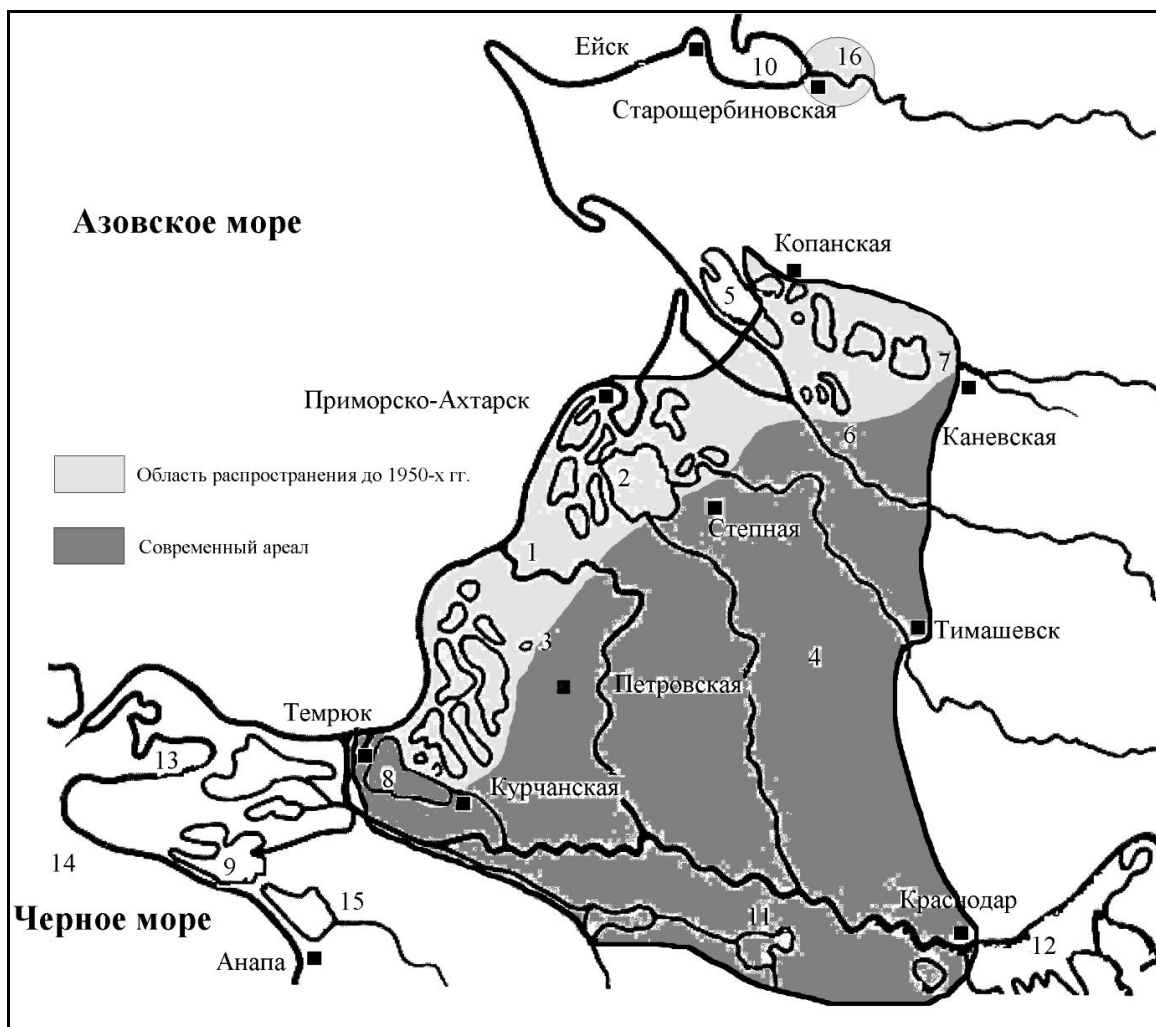 Ейск
10
16
Старощербиновская
Азовское море
Копанская
5
7
Приморско-Ахтарск
Каневская
6
Область распространения до 1950-х гг.
2
Степная
Современный ареал
1
Тимашевск
3
4
Петровская
Темрюк
13
8
Курчанская
14
9
15
Черное море
11
Краснодар
12
Анапа